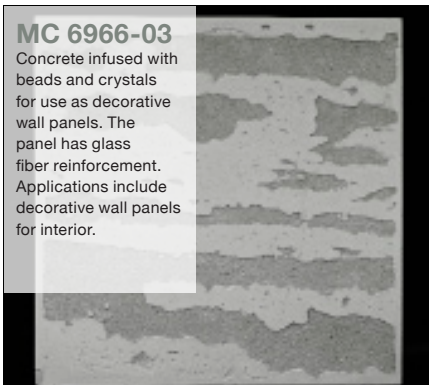 MC 6966-03
Concrete infused with
beads and crystals
for use as decorative
wall panels. The
panel has glass
fiber reinforcement.
Applications include
decorative wall panels
for interior.